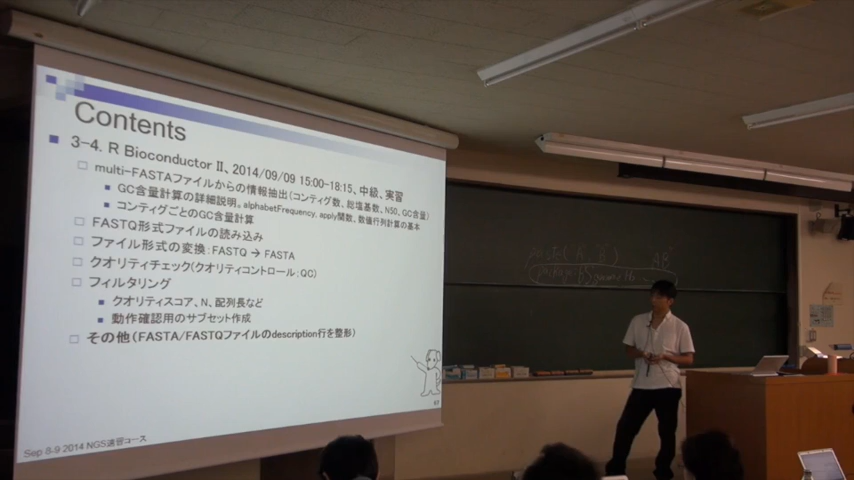 Contents
3-4. R Bioconductor II、2014/09/09 15:00-18:15、中級、実習
multi-FASTAファイルからの情報抽出(コンティグ数、総塩基数、N50、GC含量)
GC含量計算の詳細説明。alphabetFrequency, apply関数、数値行列計算の基本
コンティグごとのGC含量計算
FASTQ形式ファイルの読み込み
ファイル形式の変換:FASTQ → FASTA
クオリティチェック(クオリティコントロール:QC)
フィルタリング
クオリティスコア、N、配列長など
動作確認用のサブセット作成
その他(FASTA/FASTQファイルのdescription行を整形)
Sep 8-9 2014 NGS速習コース